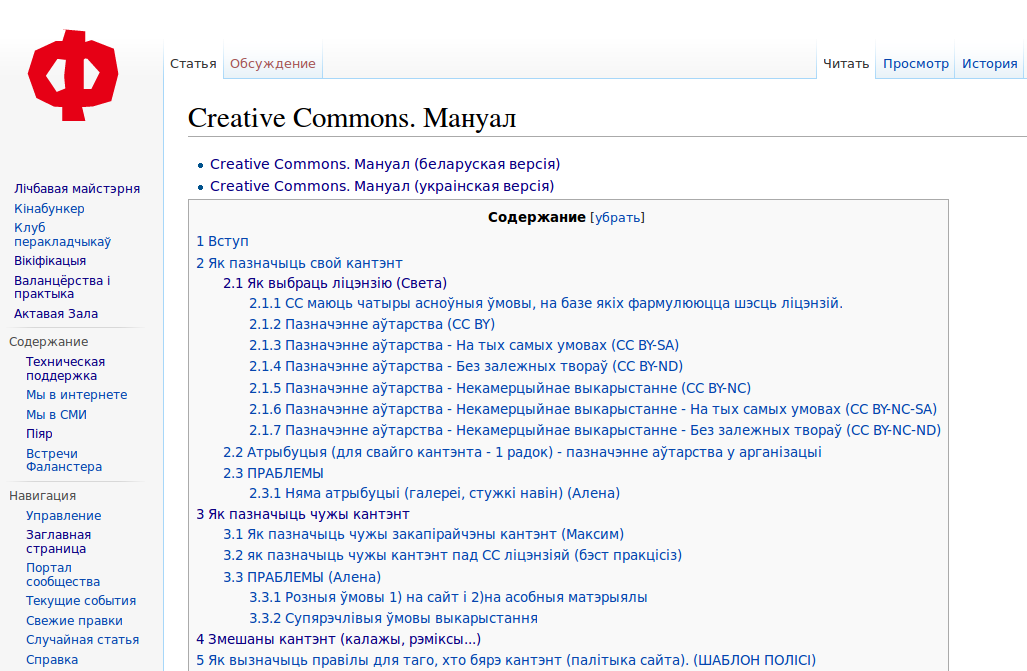 Статья
Обсуждение
Читать
Просмотр
История
Creative Commons. Мануал
Creative Commons. Мануал (беларуская версія)
Creative Commons. Мануал (украінская версія)
Содержание [убрать]
1 Вступ
2 Як пазначыць свой кантэнт
2.1 Як выбраць ліцэнзію (Света)
2.1.1 СС маюць чатыры асноўныя ўмовы, на базе якіх фармулююцца шэсць ліцэнзій.
2.1.2 Пазначэнне аўтарства (CC BY)
2.1.3 Пазначэнне аўтарства - На тых самых умовах (CC BY-SA)
2.1.4 Пазначэнне аўтарства - Без залежных твораў (CC BY-ND)
2.1.5 Пазначэнне аўтарства - Некамерцыйнае выкарыстанне (CC BY-NC)
2.1.6 Пазначэнне аўтарства - Некамерцыйнае выкарыстанне - На тых самых умовах (CC BY-NC-SA)
2.1.7 Пазначэнне аўтарства - Некамерцыйнае выкарыстанне - Без залежных твораў (CC BY-NC-ND)
2.2 Атрыбуцыя (для свайго кантэнта - 1 радок) - пазначэнне аўтарства у арганізацыі
2.3 ПРАБЛЕМЫ
2.3.1 Няма атрыбуцыі (галереі, стужкі навін) (Алена)
3 Як пазначыць чужы кантэнт
3.1 Як пазначыць чужы закапірайчэны кантэнт (Максим)
3.2 як пазначыць чужы кантэнт пад СС ліцэнзіяй (бэст пракцісіз)
3.3 ПРАБЛЕМЫ (Алена)
3.3.1 Розныя ўмовы 1) на сайт і 2)на асобныя матэрыялы
3.3.2 Супярэчлівыя ўмовы выкарыстання
4 Змешаны кантэнт (калажы, рэміксы...)
5 Як вызначыць правілы для таго, хто бярэ кантэнт (палітыка сайта). (ШАБЛОН ПОЛІСІ)
Лічбавая майстэрня
Кінабункер
Клуб
перакладчыкаў
Вікіфікацыя
Валанцёрства і
практыка
Актавая Зала
Содержание
Техническая
поддержка
Мы в интернете
Мы в СМИ
Піяр
Встречи
Фаланстера
Навигация
Управление
Заглавная
страница
Портал
сообщества
Текущие события
Свежие правки
Случайная статья
Справка